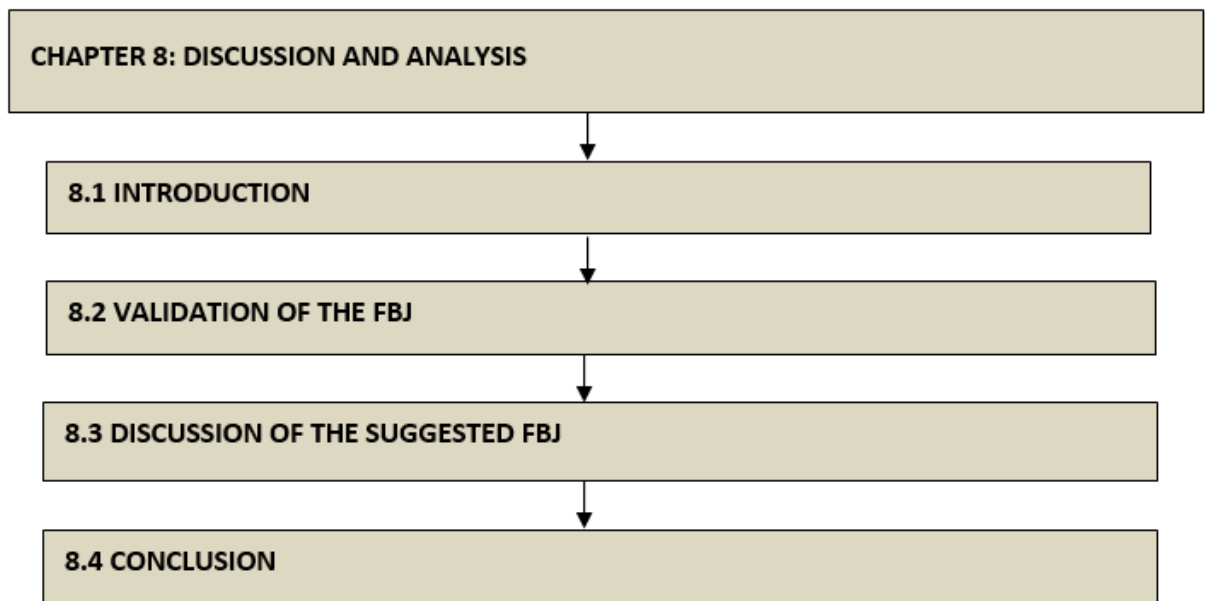 CHAPTER 8: DISCUSSION AND ANALYSIS
8.1 INTRODUCTION
8.2 VALIDATION OF THE FBJ
8.3 DISCUSSION OF THE SUGGESTED FBJ
8.4 CONCLUSION